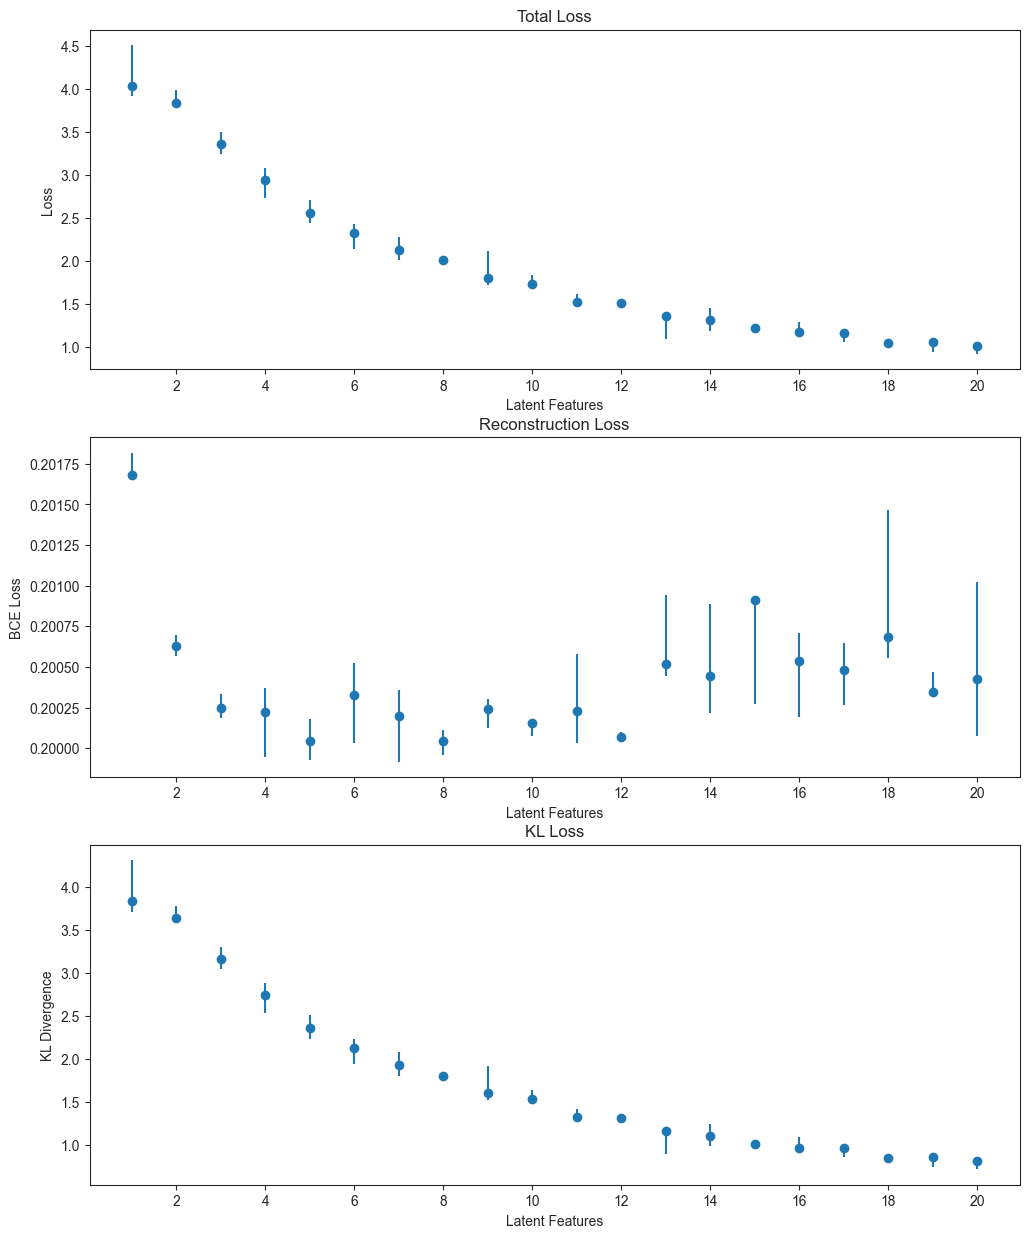 Total Loss
4.5
4.0
3.5
3.0
2.5
2.0
1.5
1.0
Loss
2 4 6 8 10 12 14 16 18 20
Latent Features
Reconstruction Loss
0.20175
0.20150
0.20125
0.20100
0.20075
0.20050
0.20025
0.20000
BCE Loss
2 4 6 8 10 12 14 16 18 20
Latent Features
KL Loss
4.0
3.5
3.0
2.5
2.0
1.5
1.0
KL Divergence
2 4 6 8 10 12 14 16 18 20
Latent Features